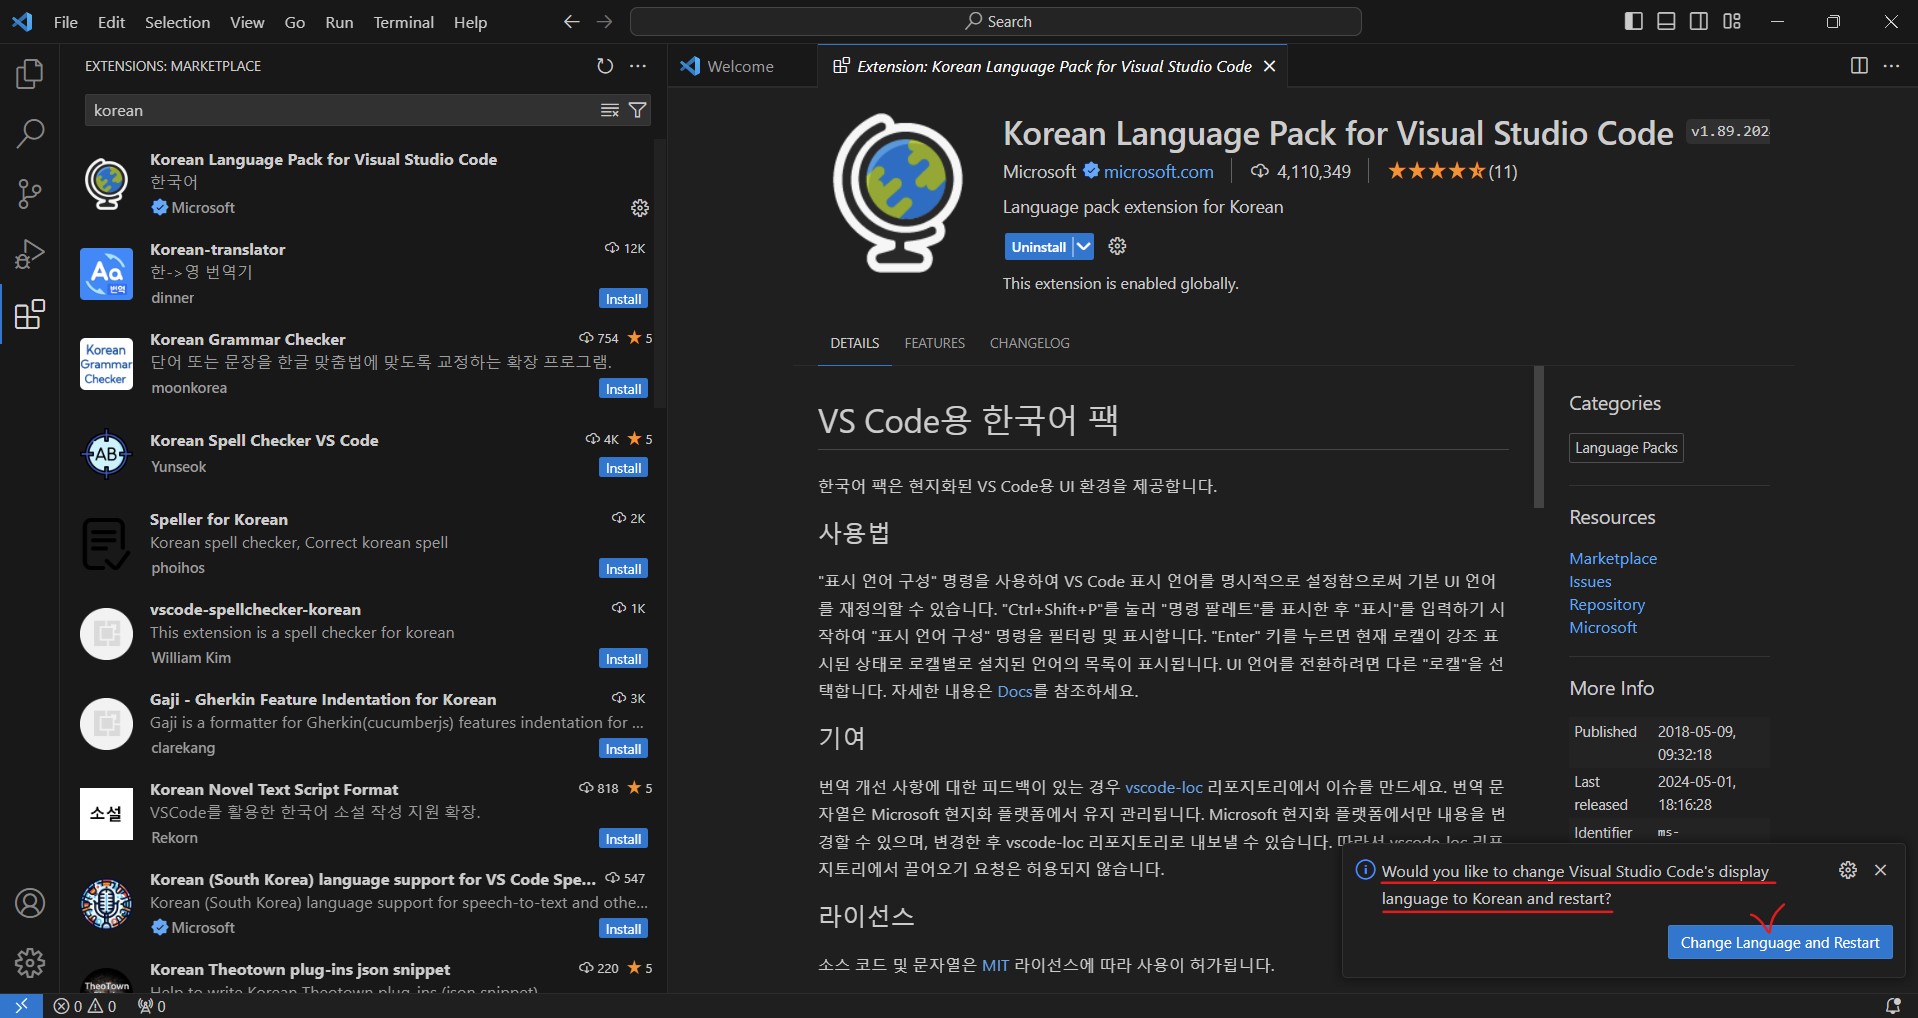 File Edit Selection View Go Run Terminal Help
Search
EXTENSIONS: MARKETPLACE
korean
Korean Language Pack for Visual Studio Code
한국어
Microsoft
Korean-translator
12K
한->영 번역기
dinner
Install
Korean Grammar Checker
754 ★ 5
단어 또는 문장을 한글 맞춤법에 맞도록 교정하는 확장 프로그램.
moonkorea
Install
Korean Spell Checker VS Code
4K ★ 5
Yunseok
Install
Speller for Korean
2K
Korean spell checker, Correct korean spell
phoihos
Install
vscode-spellchecker-korean
1K
This extension is a spell checker for korean
William Kim
Install
Gaji - Gherkin Feature Indentation for Korean
3K
Gaji is a formatter for Gherkin(cucumberjs) features indentation for ...
clarekang
Install
Korean Novel Text Script Format
818 ★ 5
VSCode를 활용한 한국어 소설 작성 지원 확장.
Rekorn
Install
Korean (South Korea) language support for VS Code Spe...
547
Korean (South Korea) language support for speech-to-text and othe...
Microsoft
Install
Korean Theotown plug-ins json snippet
220 ★ 5
Help to write Korean Theotown plug-ins (json snippet)
Aa
번역
Korean
Grammar
Checker
AB
소설
TheoTown
Welcome
Extension: Korean Language Pack for Visual Studio Code
Korean Language Pack for Visual Studio Code
v1.89.202
Microsoft microsoft.com 4,110,349 (11)
Language pack extension for Korean
Uninstall
This extension is enabled globally.
DETAILS FEATURES CHANGELOG
VS Code용 한국어 팩
한국어 팩은 현지화된 VS Code용 UI 환경을 제공합니다.
사용법
"표시 언어 구성" 명령을 사용하여 VS Code 표시 언어를 명시적으로 설정함으로써 기본 UI 언어
를 재정의할 수 있습니다. "Ctrl+Shift+P"를 눌러 "명령 팔레트"를 표시한 후 "표시"를 입력하기 시
작하여 "표시 언어 구성" 명령을 필터링 및 표시합니다. "Enter" 키를 누르면 현재 로캘이 강조 표
시된 상태로 로캘별로 설치된 언어의 목록이 표시됩니다. UI 언어를 전환하려면 다른 "로캘"을 선
택합니다. 자세한 내용은 Docs를 참조하세요.
기여
번역 개선 사항에 대한 피드백이 있는 경우 vscode-loc 리포지토리에서 이슈를 만드세요. 번역 문
자열은 Microsoft 현지화 플랫폼에서 유지 관리됩니다. Microsoft 현지화 플랫폼에서만 내용을 변
경할 수 있으며, 변경한 후 vscode-loc 리포지토리로 내보낼 수 있습니다. 따라서 vscode-loc 리포
지토리에서 끌어오기 요청은 허용되지 않습니다.
라이선스
소스 코드 및 문자열은 MIT 라이선스에 따라 사용이 허가됩니다.
Categories
Language Packs
Resources
Marketplace
Issues
Repository
Microsoft
More Info
Published 2018-05-09,
09:32:18
Last 2024-05-01,
released 18:16:28
Identifier ms-
Would you like to change Visual Studio Code's display
language to Korean and restart?
Change Language and Restart
0 0 0